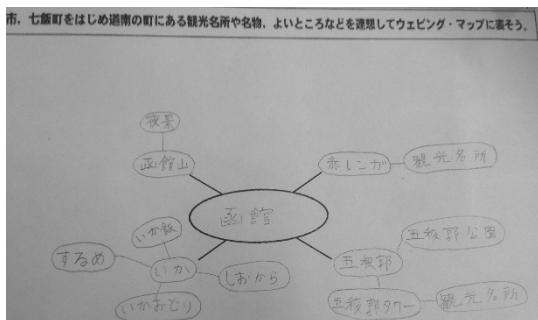 市,七飯町をはじめ道南の町にある観光名所や名物,よいところなどを連想してウェビング・マップに表そう。
夜景
函館山
赤レンガ
観光名所
函館
いか飯
五稜郭公園
するめ
いか
しおから
五稜郭
いかおどり
五稜郭タワー
観光名所